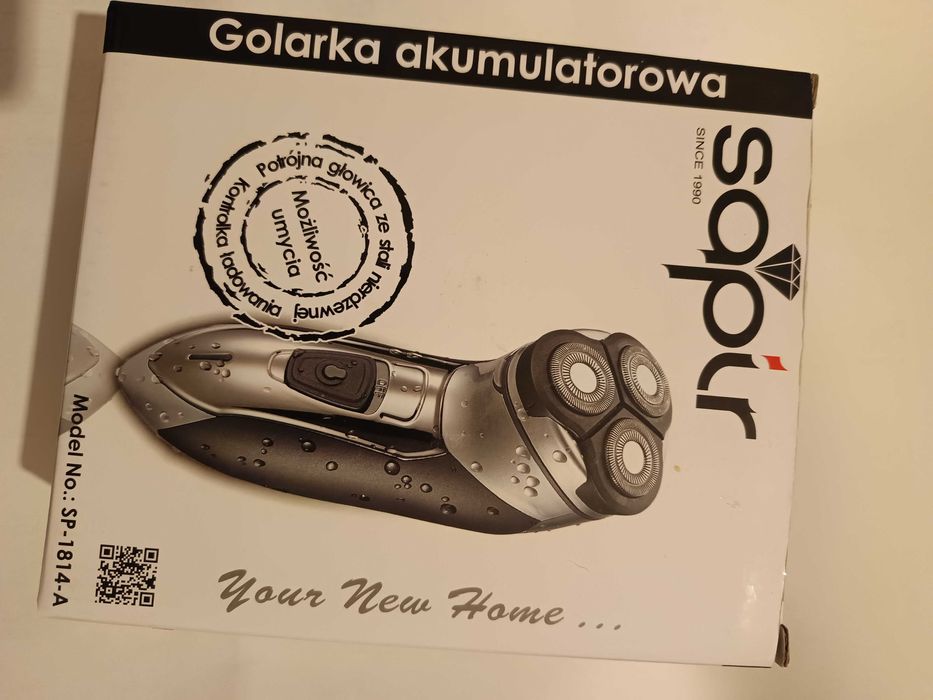 Golarka akumulatorowa
sapir
SINCE 1990
Potrójna głowica ze stali nierdzewnej
Kontrolka ładowania
Możliwość
umycia
OFF
Your New Home ...
Model No.: SP-1814-A